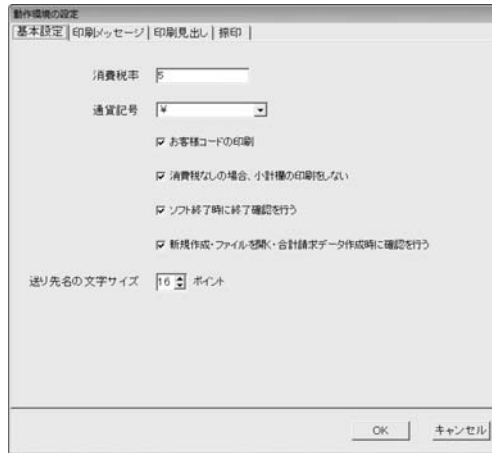 動作環境の設定
基本設定 印刷メッセージ 印刷見出し 捺印
消費税率 5
通貨記号 ¥
お客様コードの印刷
消費税なしの場合、小計欄の印刷をしない
ソフト終了時に終了確認を行う
新規作成・ファイルを開く・合計請求データ作成時に確認を行う
送り先名の文字サイズ 16 ポイント
OK キャンセル